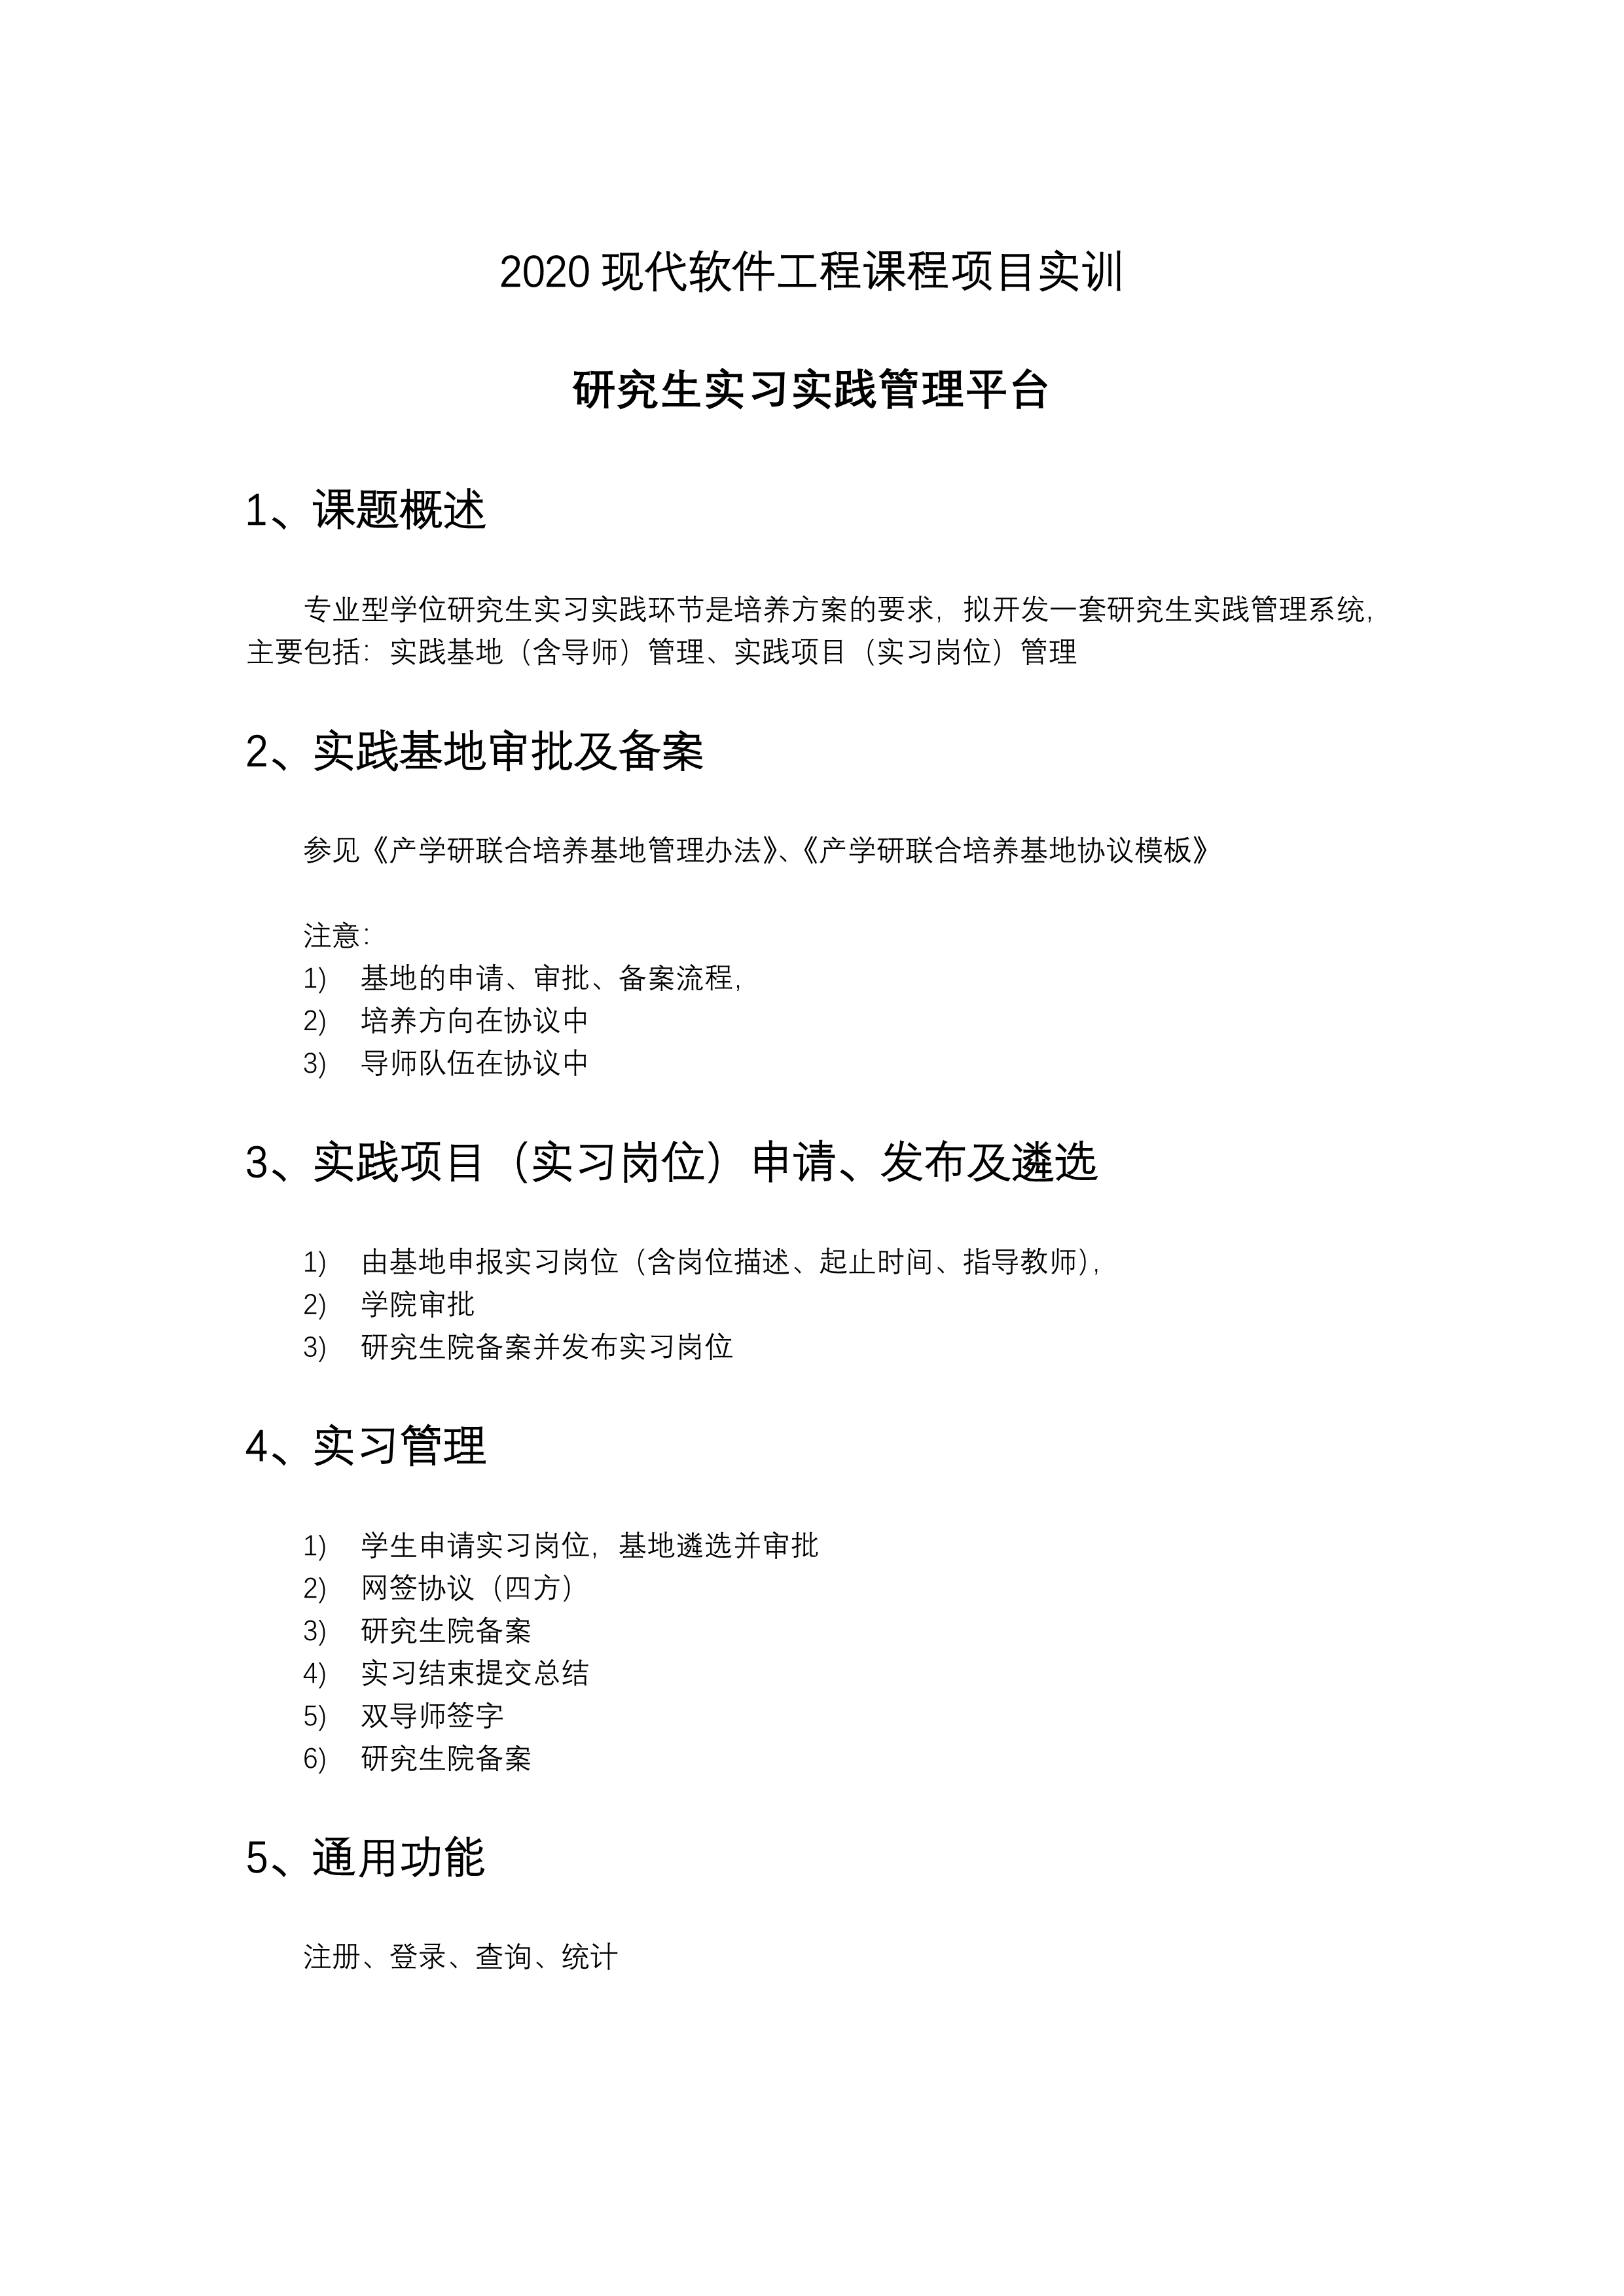 2020 现代软件工程课程项目实训
研究生实习实践管理平台
1、课题概述
专业型学位研究生实习实践环节是培养方案的要求，拟开发一套研究生实践管理系统，
主要包括：实践基地（含导师）管理、实践项目（实习岗位）管理
2、实践基地审批及备案
参见《产学研联合培养基地管理办法》、《产学研联合培养基地协议模板》
注意：
1) 基地的申请、审批、备案流程，
2) 培养方向在协议中
3) 导师队伍在协议中
3、实践项目（实习岗位）申请、发布及遴选
1) 由基地申报实习岗位（含岗位描述、起止时间、指导教师），
2) 学院审批
3) 研究生院备案并发布实习岗位
4、实习管理
1) 学生申请实习岗位，基地遴选并审批
2) 网签协议（四方）
3) 研究生院备案
4) 实习结束提交总结
5) 双导师签字
6) 研究生院备案
5、通用功能
注册、登录、查询、统计